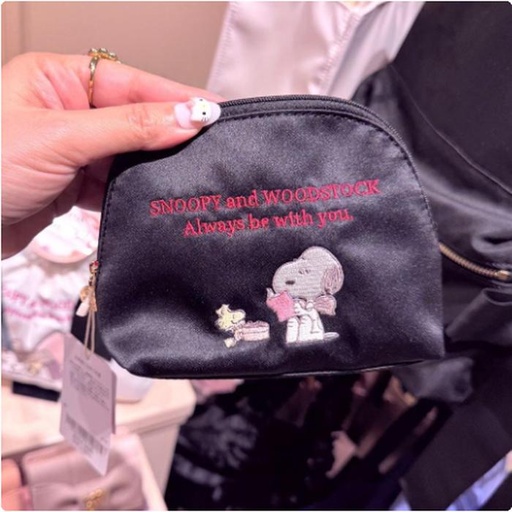 SNOOPY and WOODSTOCK
Always be with you.